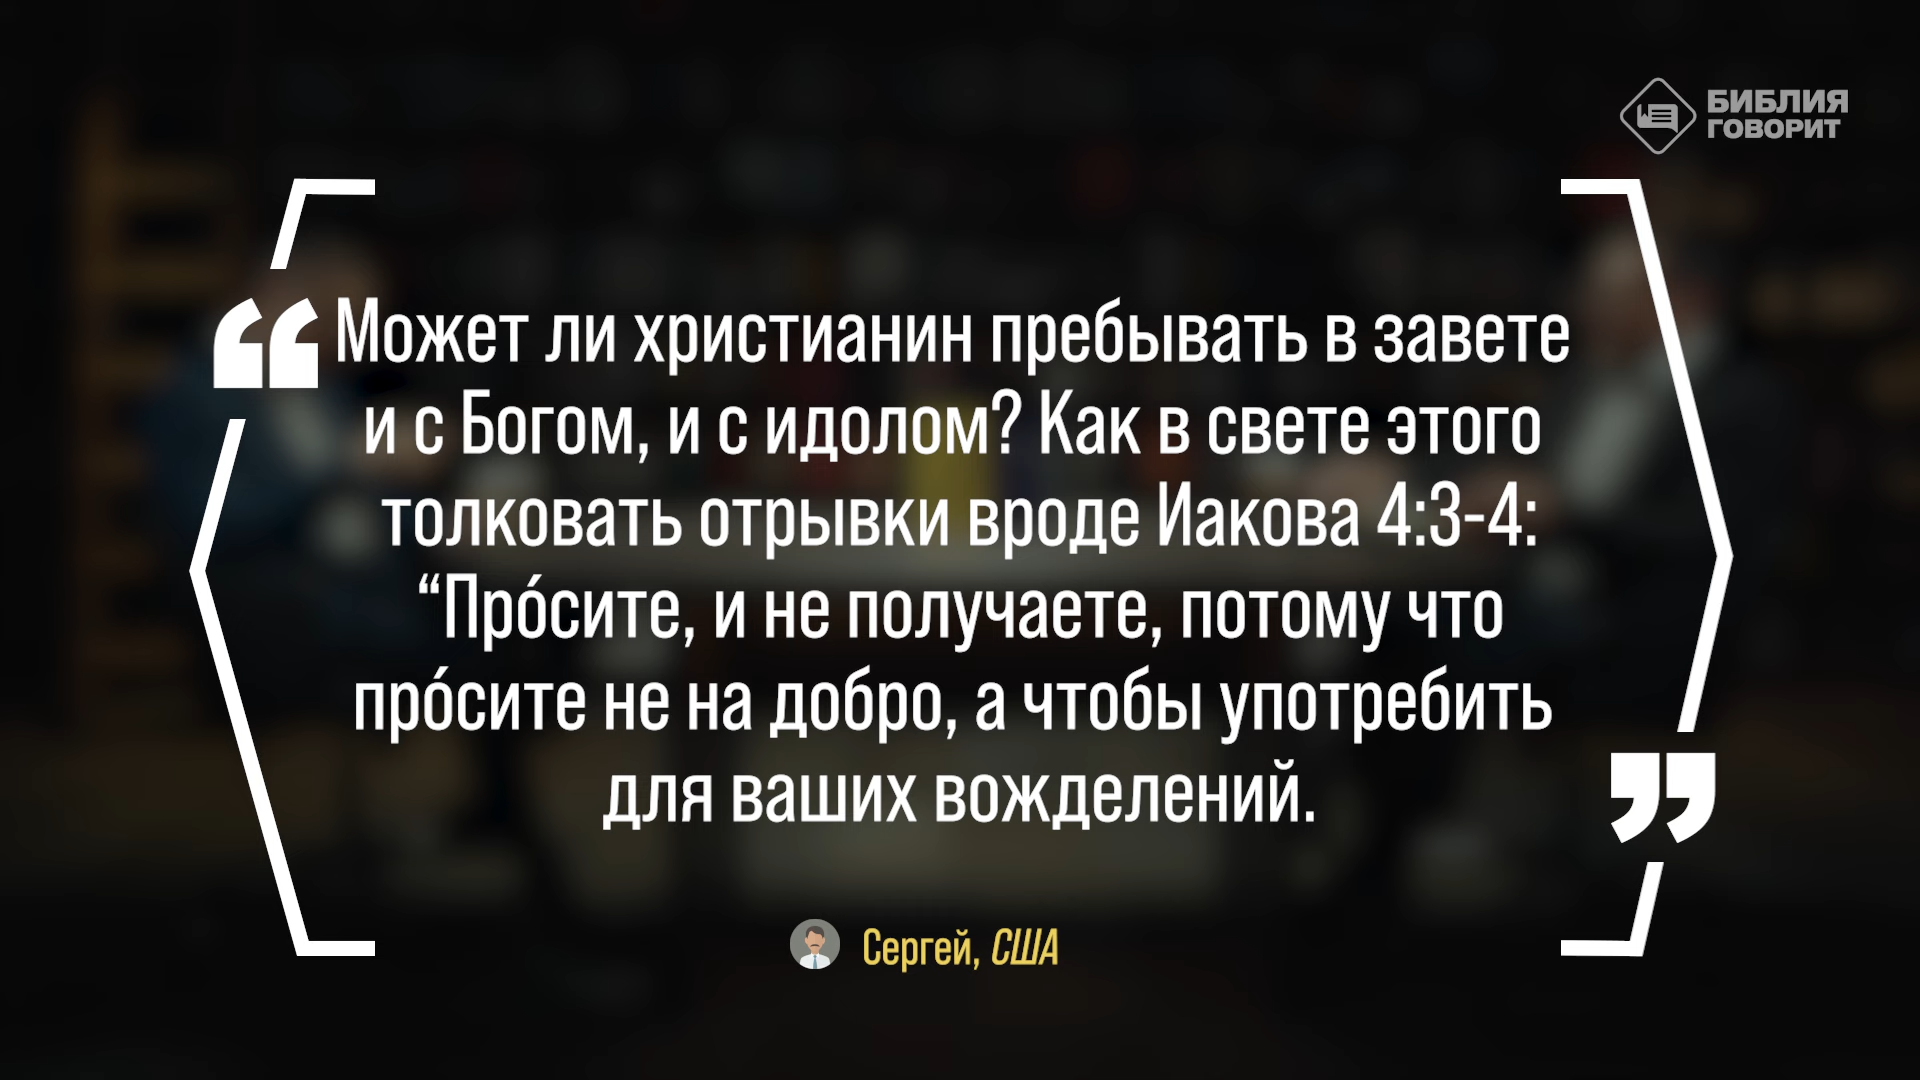 БИБЛИЯ
ГОВОРИТ
“Может ли христианин пребывать в завете
и с Богом, и с идолом? Как в свете этого
толковать отрывки вроде Иакова 4:3-4:
“Про́сите, и не получаете, потому что
про́сите не на добро, а чтобы употребить
для ваших вожделений.”
Сергей, США